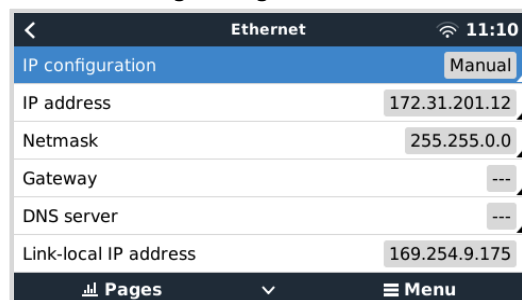 Ethernet 11:10
IP configuration Manual
IP address 172.31.201.12
Netmask 255.255.0.0
Gateway ---
DNS server ---
Link-local IP address 169.254.9.175
Pages Menu